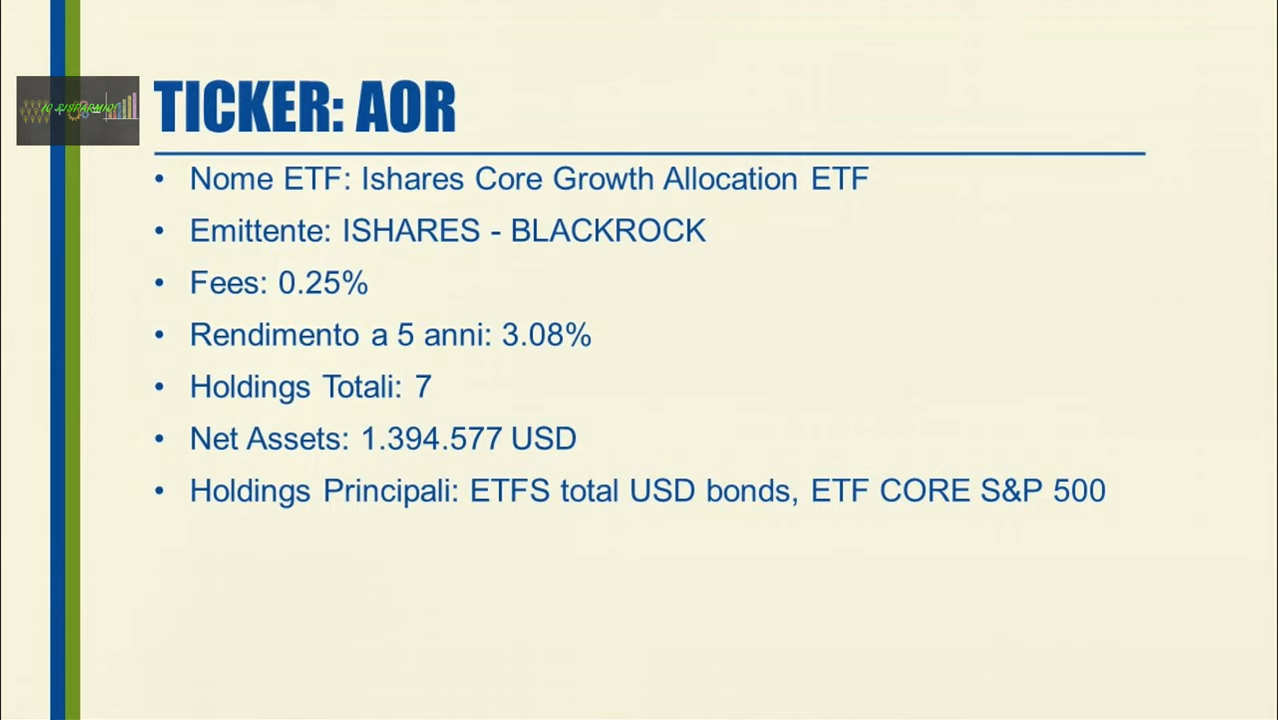 IO RISPARMIO!
TICKER: AOR
• Nome ETF: Ishares Core Growth Allocation ETF
• Emittente: ISHARES - BLACKROCK
• Fees: 0.25%
• Rendimento a 5 anni: 3.08%
• Holdings Totali: 7
• Net Assets: 1.394.577 USD
• Holdings Principali: ETFS total USD bonds, ETF CORE S&P 500